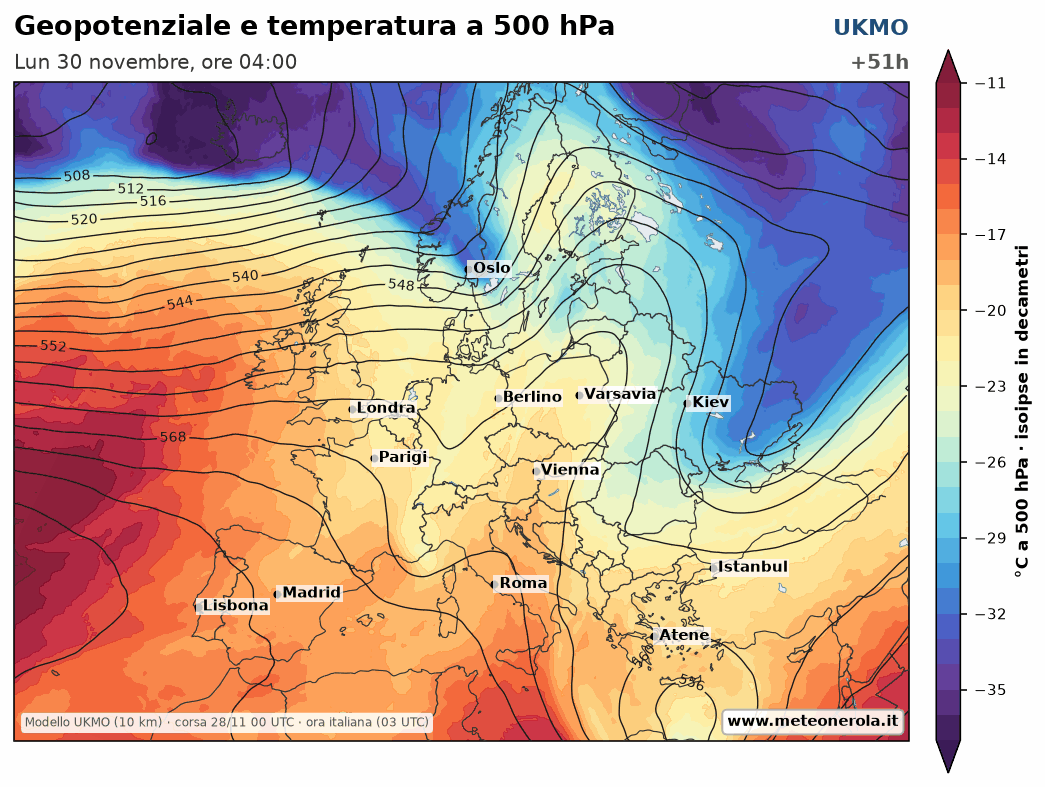 Geopotenziale e temperatura a 500 hPa
UKMO
Lun 30 novembre, ore 04:00
+51h
508
512
516
520
540
544
548
552
568
Oslo
Londra
Berlino
Varsavia
Kiev
Parigi
Vienna
Istanbul
Roma
Madrid
Lisbona
Atene
−11
−14
−17
−20
−23
−26
−29
−32
−35
°C a 500 hPa · isoipse in decametri
Modello UKMO (10 km) · corsa 28/11 00 UTC · ora italiana (03 UTC)
www.meteonerola.it